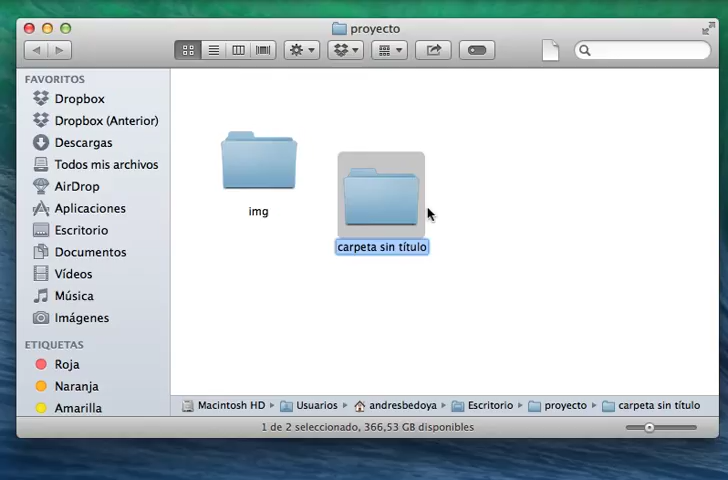 proyecto
FAVORITOS
Dropbox
Dropbox (Anterior)
Descargas
Todos mis archivos
AirDrop
Aplicaciones
Escritorio
Documentos
Vídeos
Música
Imágenes
ETIQUETAS
Roja
Naranja
Amarilla
img
carpeta sin título
Macintosh HD Usuarios andresbedoya Escritorio proyecto carpeta sin título
1 de 2 seleccionado, 366,53 GB disponibles